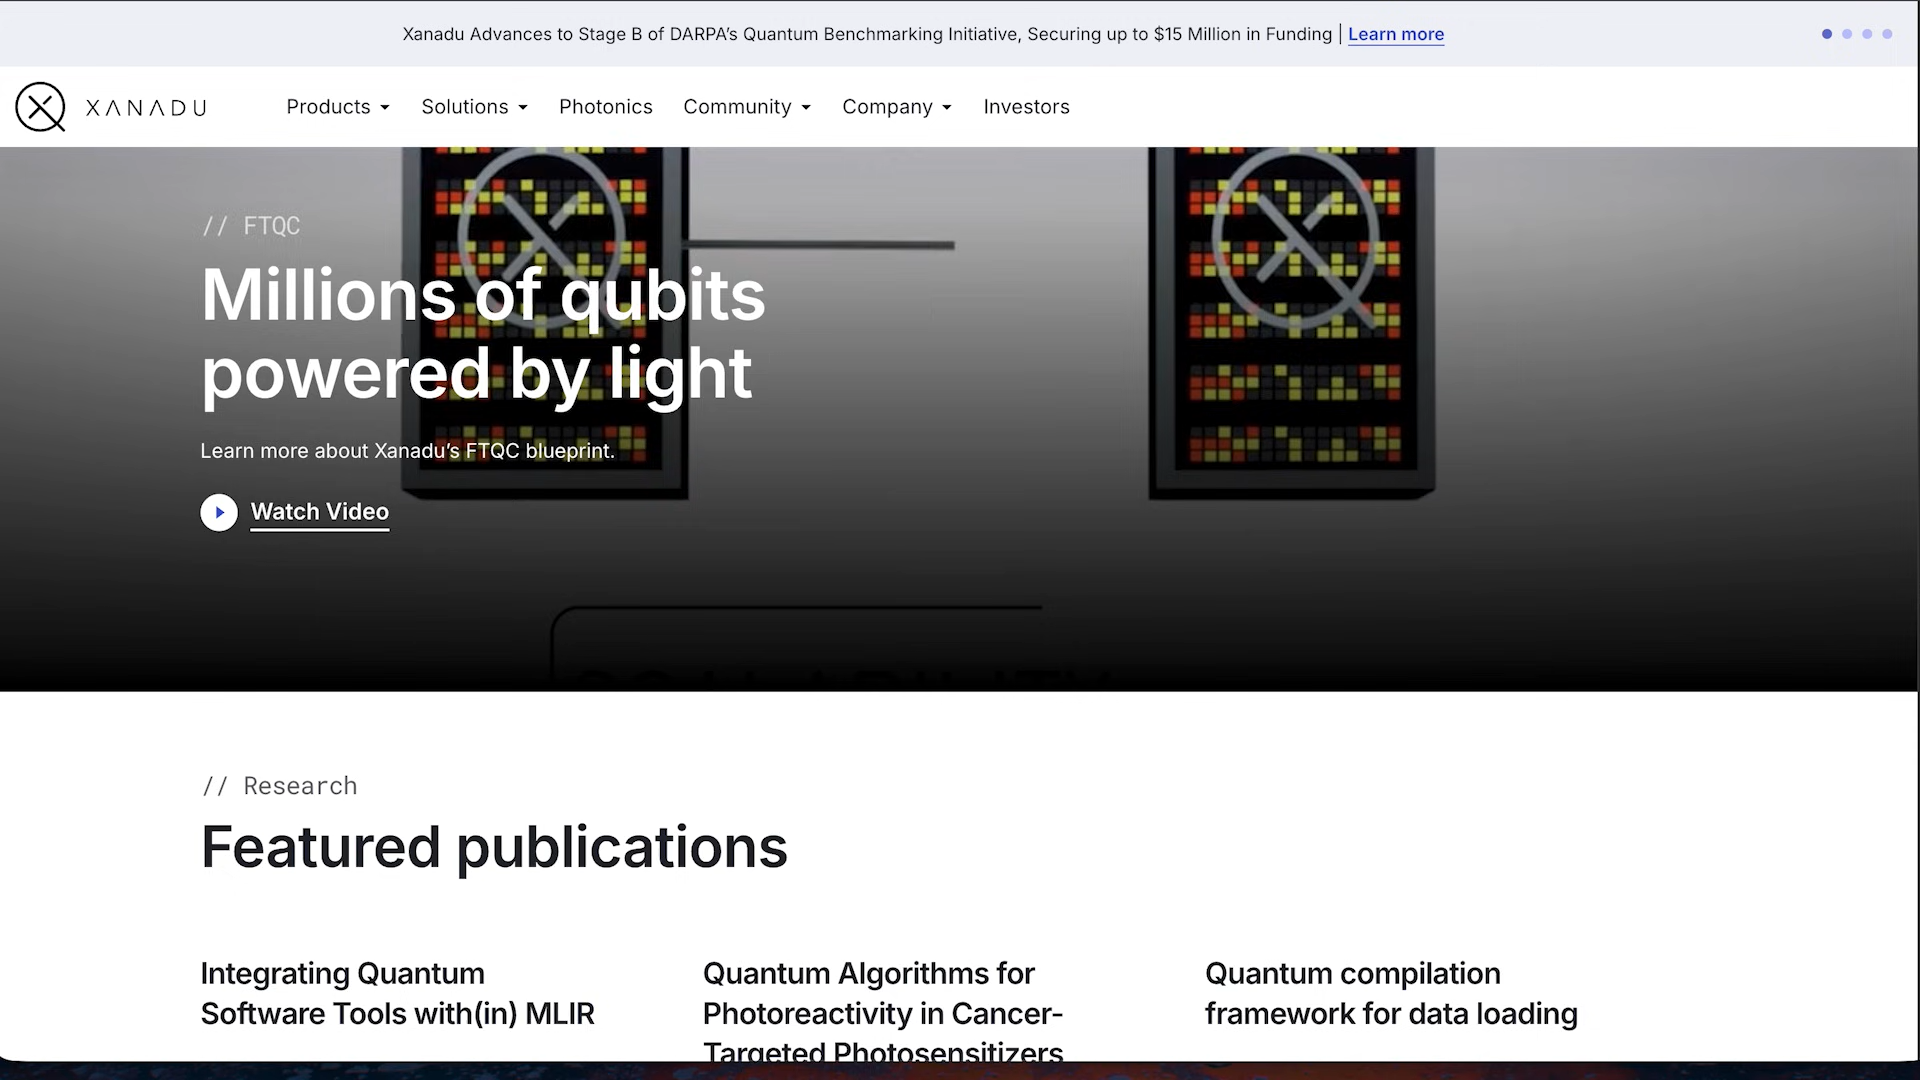 Xanadu Advances to Stage B of DARPA’s Quantum Benchmarking Initiative, Securing up to $15 Million in Funding | Learn more
XANADU
Products
Solutions
Photonics
Community
Company
Investors
// FTQC
Millions of qubits
powered by light
Learn more about Xanadu’s FTQC blueprint.
Watch Video
// Research
Featured publications
Integrating Quantum
Software Tools with(in) MLIR
Quantum Algorithms for
Photoreactivity in Cancer-
Targeted Photosensitizers
Quantum compilation
framework for data loading